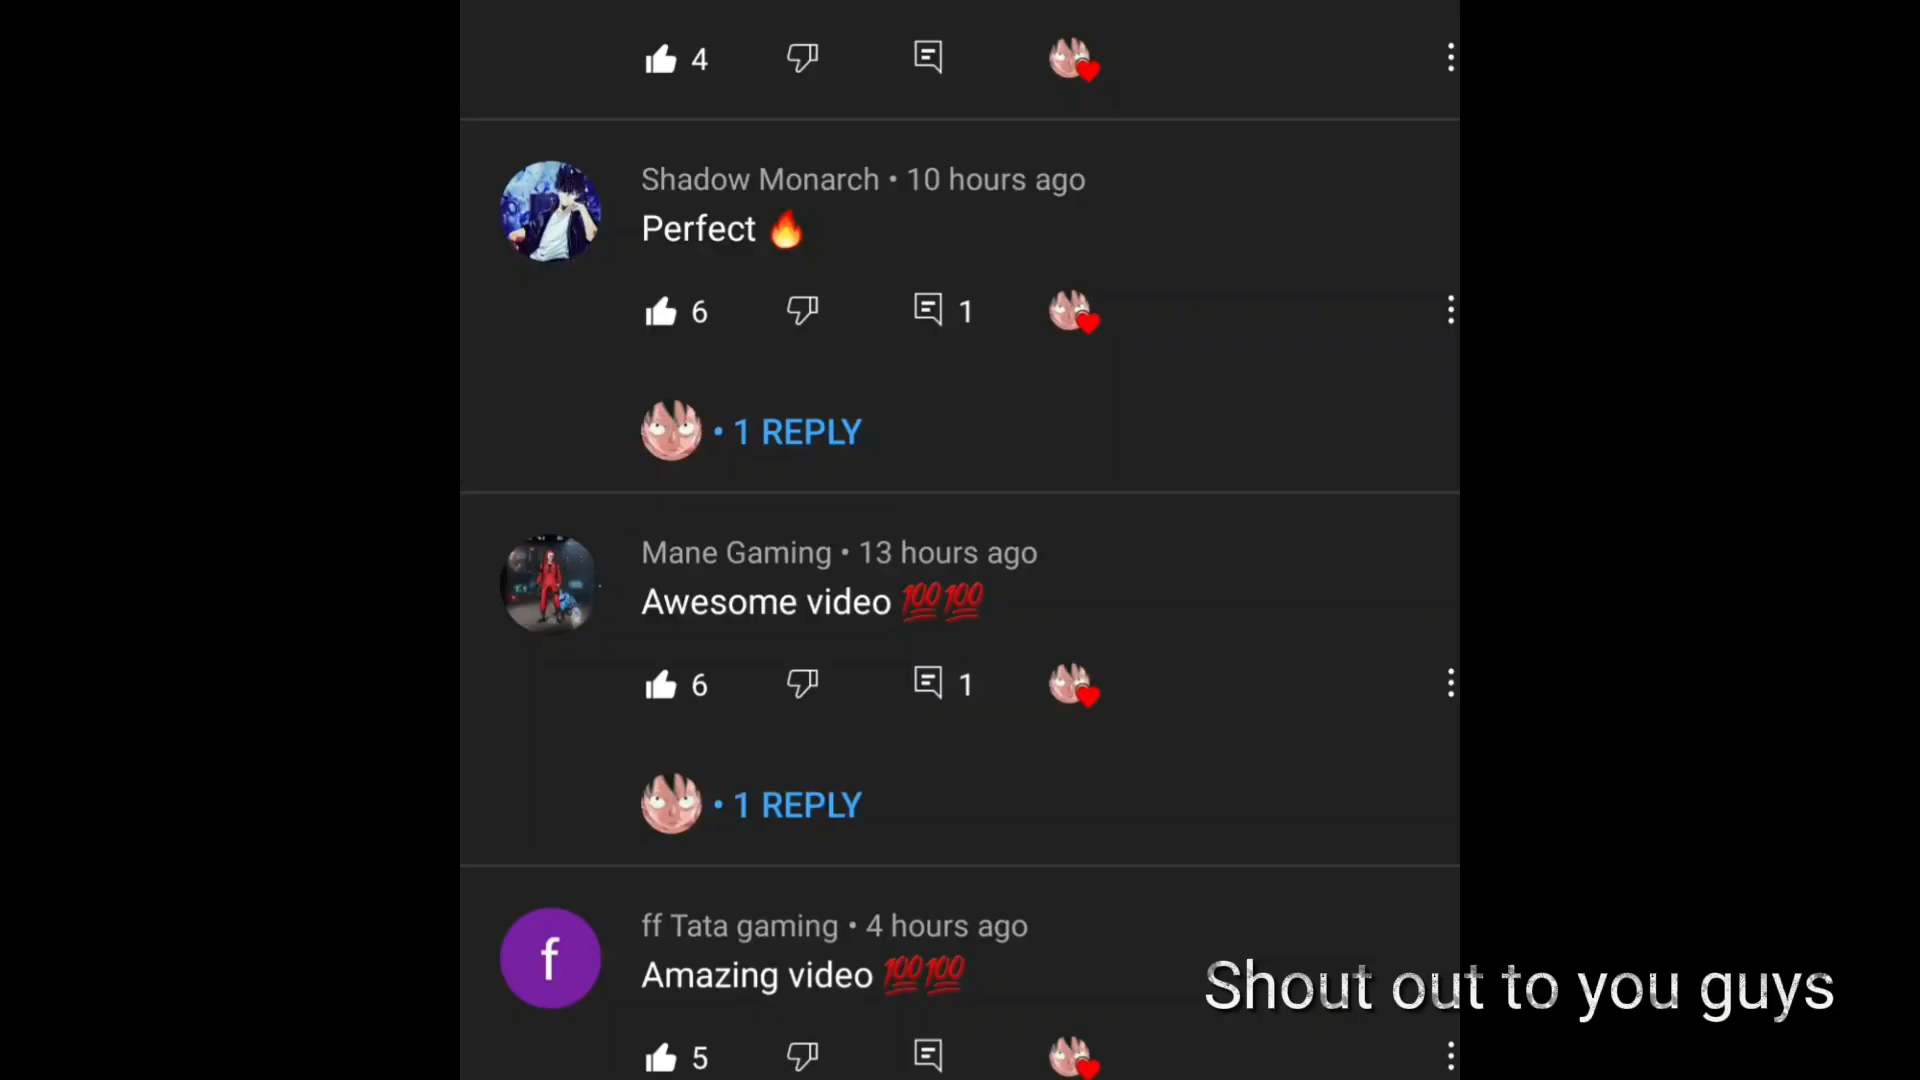 4
Shadow Monarch • 10 hours ago
Perfect 🔥
6
1
• 1 REPLY
Mane Gaming • 13 hours ago
Awesome video 💯💯
6
1
• 1 REPLY
f
ff Tata gaming • 4 hours ago
Amazing video 💯💯
Shout out to you guys
5